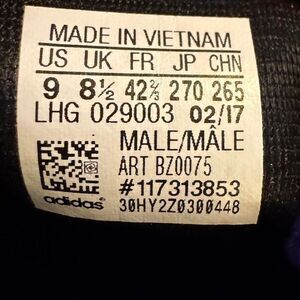 MADE IN VIETNAM
US UK FR JP CHN
9 8½ 42⅔ 270 265
LHG 029003 02/17
MALE/MÂLE
ART BZ0075
#117313853
adidas 30HY2Z0300448